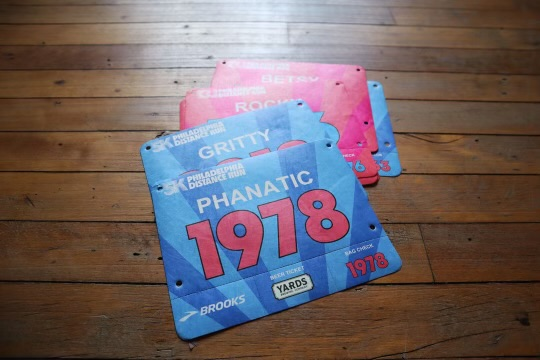 BETSY
PHILADELPHIA
DISTANCE RUN
ROCKY
PHILADELPHIA
DISTANCE RUN
GRITTY
PHILADELPHIA
DISTANCE RUN
PHANATIC
1978
BEER TICKET
YARDS
BAG CHECK
1978
BROOKS